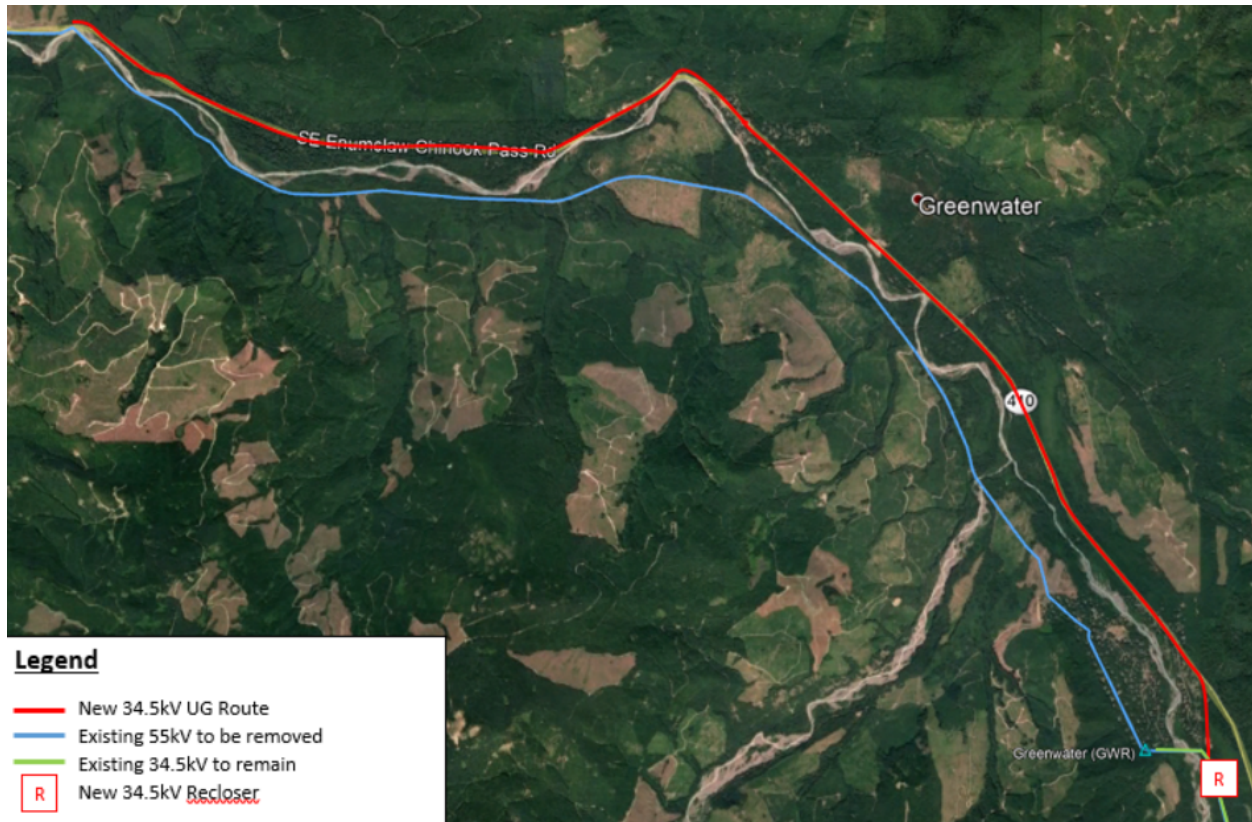 SE Enumclaw Chinook Pass Rd
Greenwater
410
Greenwater (GWR)
R
Legend
New 34.5kV UG Route
Existing 55kV to be removed
Existing 34.5kV to remain
R New 34.5kV Recloser